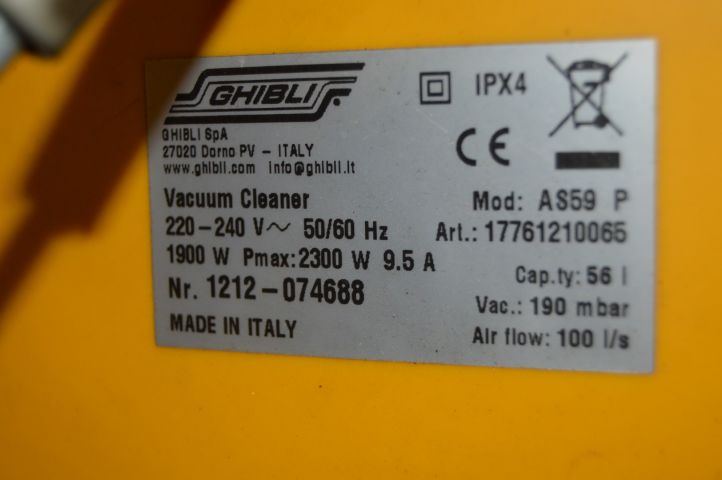 GHIBLI
IPX4
GHIBLI SpA
27020 Dorno PV - ITALY
www.ghibli.com info@ghibli.it
CE
Vacuum Cleaner
Mod: AS59 P
220-240 V~ 50/60 Hz
Art.: 17761210065
1900 W Pmax:2300 W 9.5 A
Cap.ty: 56 l
Nr. 1212-074688
Vac.: 190 mbar
MADE IN ITALY
Air flow: 100 l/s